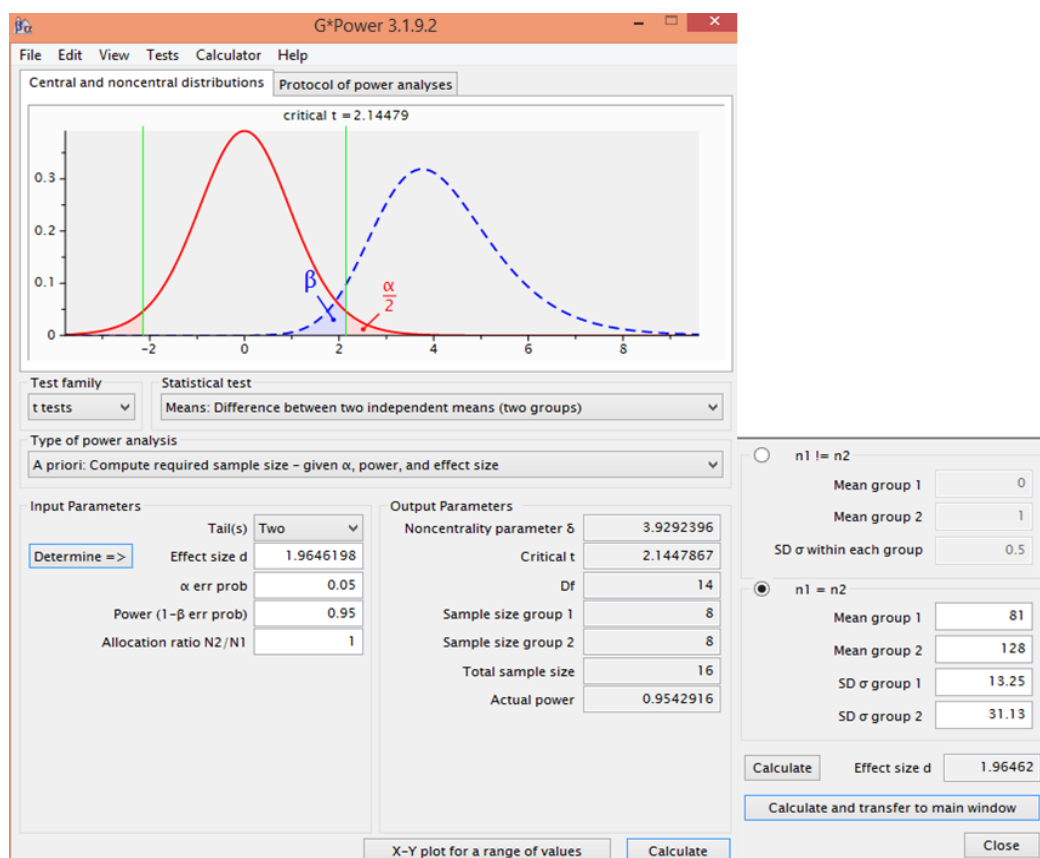 βα G*Power 3.1.9.2
File Edit View Tests Calculator Help
Central and noncentral distributions Protocol of power analyses
critical t = 2.14479
0.3
0.2
0.1
0
β
α
2
-2 0 2 4 6 8
Test family Statistical test
t tests Means: Difference between two independent means (two groups)
Type of power analysis
A priori: Compute required sample size – given α, power, and effect size
Input Parameters
Tail(s) Two
Determine => Effect size d 1.9646198
α err prob 0.05
Power (1-β err prob) 0.95
Allocation ratio N2/N1 1
Output Parameters
Noncentrality parameter δ 3.9292396
Critical t 2.1447867
Df 14
Sample size group 1 8
Sample size group 2 8
Total sample size 16
Actual power 0.9542916
X-Y plot for a range of values Calculate
n1 != n2
Mean group 1 0
Mean group 2 1
SD σ within each group 0.5
n1 = n2
Mean group 1 81
Mean group 2 128
SD σ group 1 13.25
SD σ group 2 31.13
Calculate Effect size d 1.96462
Calculate and transfer to main window
Close